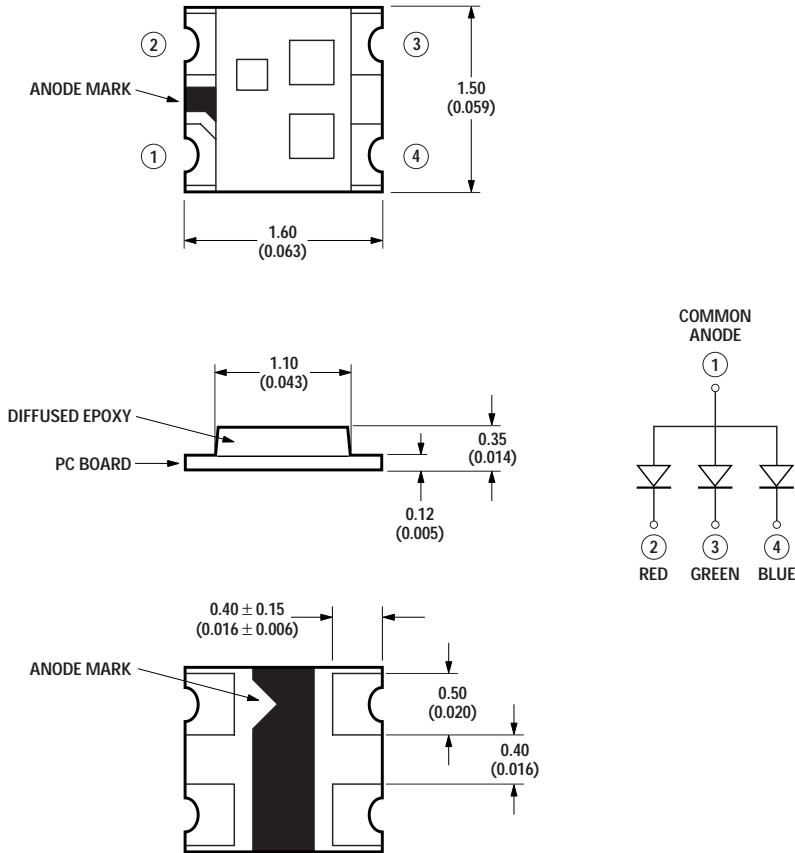 2
3
ANODE MARK
1.50
(0.059)
1
4
1.60
(0.063)
COMMON
ANODE
1
1.10
(0.043)
DIFFUSED EPOXY
0.35
(0.014)
PC BOARD
0.12
(0.005)
2
3
4
RED
GREEN
BLUE
0.40 ± 0.15
(0.016 ± 0.006)
ANODE MARK
0.50
(0.020)
0.40
(0.016)